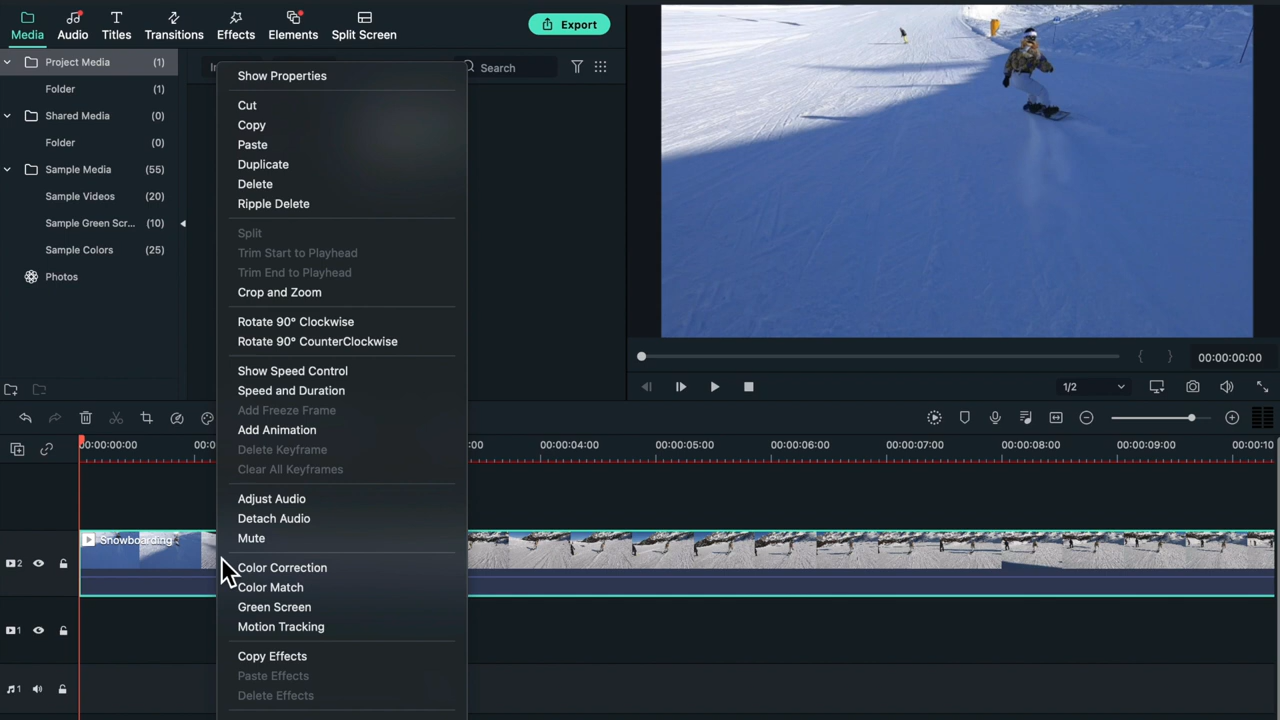 Media
Audio
Titles
Transitions
Effects
Elements
Split Screen
Export
Project Media (1)
Folder (1)
Shared Media (0)
Folder (0)
Sample Media (55)
Sample Videos (20)
Sample Green Scr... (10)
Sample Colors (25)
Photos
Search
Show Properties
Cut
Copy
Paste
Duplicate
Delete
Ripple Delete
Split
Trim Start to Playhead
Trim End to Playhead
Crop and Zoom
Rotate 90° Clockwise
Rotate 90° CounterClockwise
Show Speed Control
Speed and Duration
Add Freeze Frame
Add Animation
Delete Keyframe
Clear All Keyframes
Adjust Audio
Detach Audio
Mute
Color Correction
Color Match
Green Screen
Motion Tracking
Copy Effects
Paste Effects
Delete Effects
{ } 00:00:00:00
1/2
00:00:00:00 00:00:04:00 00:00:05:00 00:00:06:00 00:00:07:00 00:00:08:00 00:00:09:00 00:00:10
2
Snowboarding
1
1